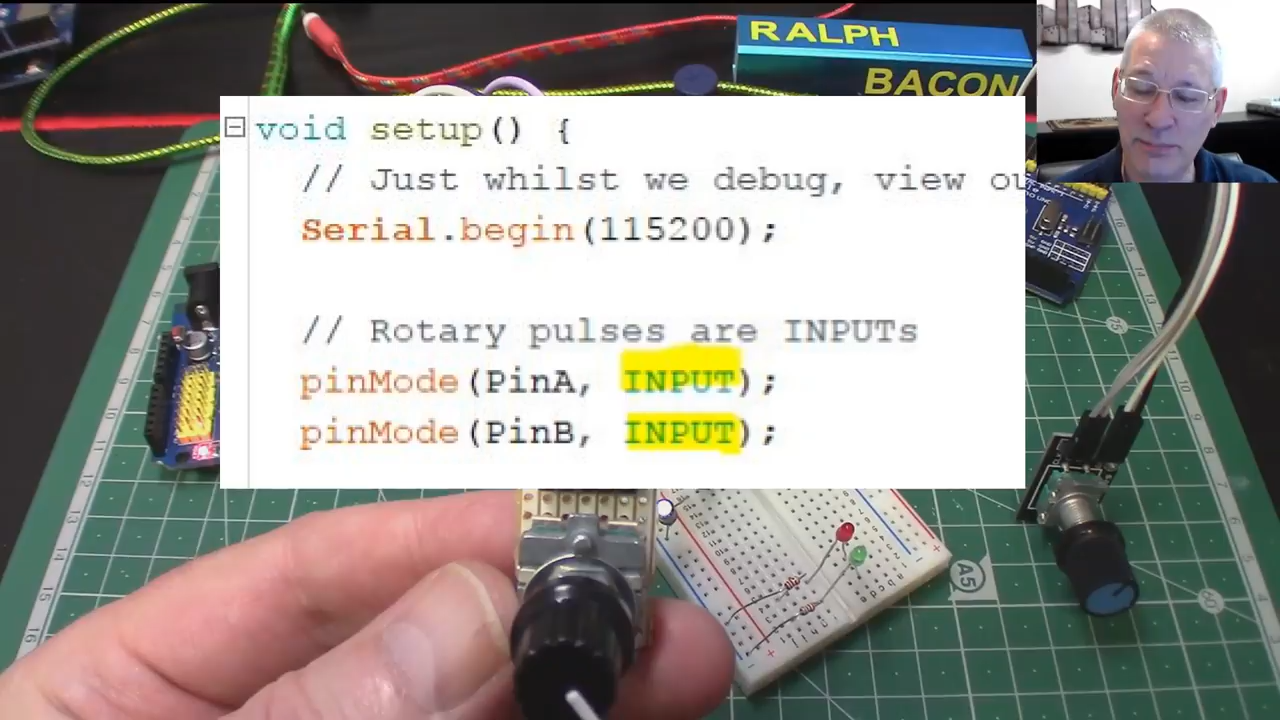 RALPH
BACON
void setup() {
// Just whilst we debug, view ou
Serial.begin(115200);
// Rotary pulses are INPUTs
pinMode(PinA, INPUT);
pinMode(PinB, INPUT);
A5